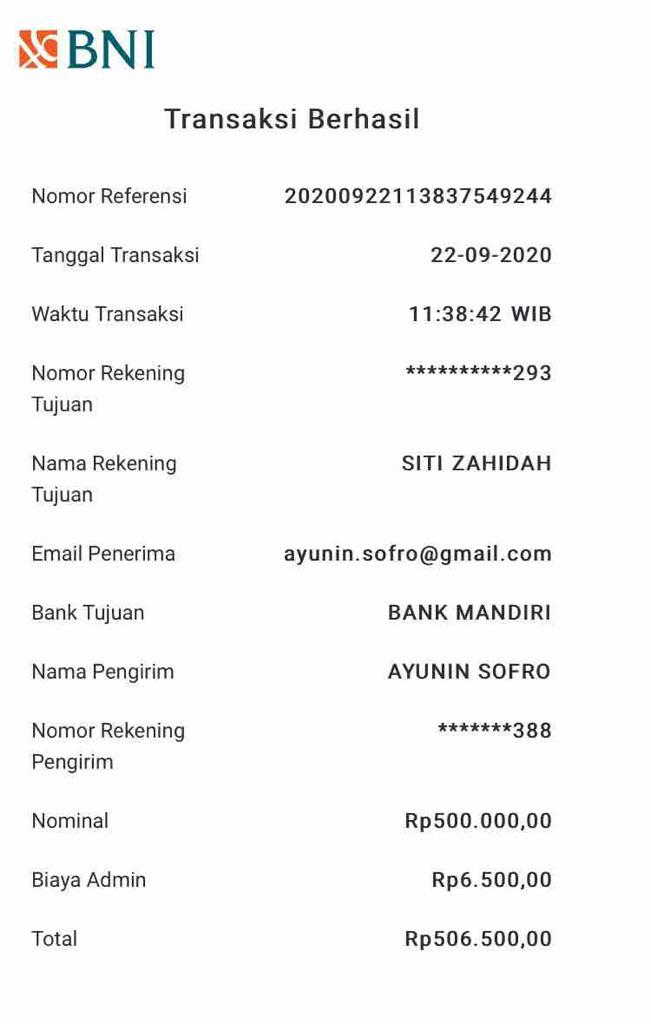 BNI
Transaksi Berhasil
Nomor Referensi 20200922113837549244
Tanggal Transaksi 22-09-2020
Waktu Transaksi 11:38:42 WIB
Nomor Rekening **********293
Tujuan
Nama Rekening SITI ZAHIDAH
Tujuan
Email Penerima ayunin.sofro@gmail.com
Bank Tujuan BANK MANDIRI
Nama Pengirim AYUNIN SOFRO
Nomor Rekening *******388
Pengirim
Nominal Rp500.000,00
Biaya Admin Rp6.500,00
Total Rp506.500,00